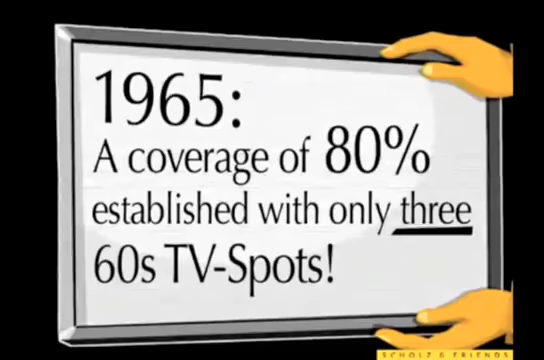 1965:
A coverage of 80%
established with only three
60s TV-Spots!
SCHOLZ & FRIENDS